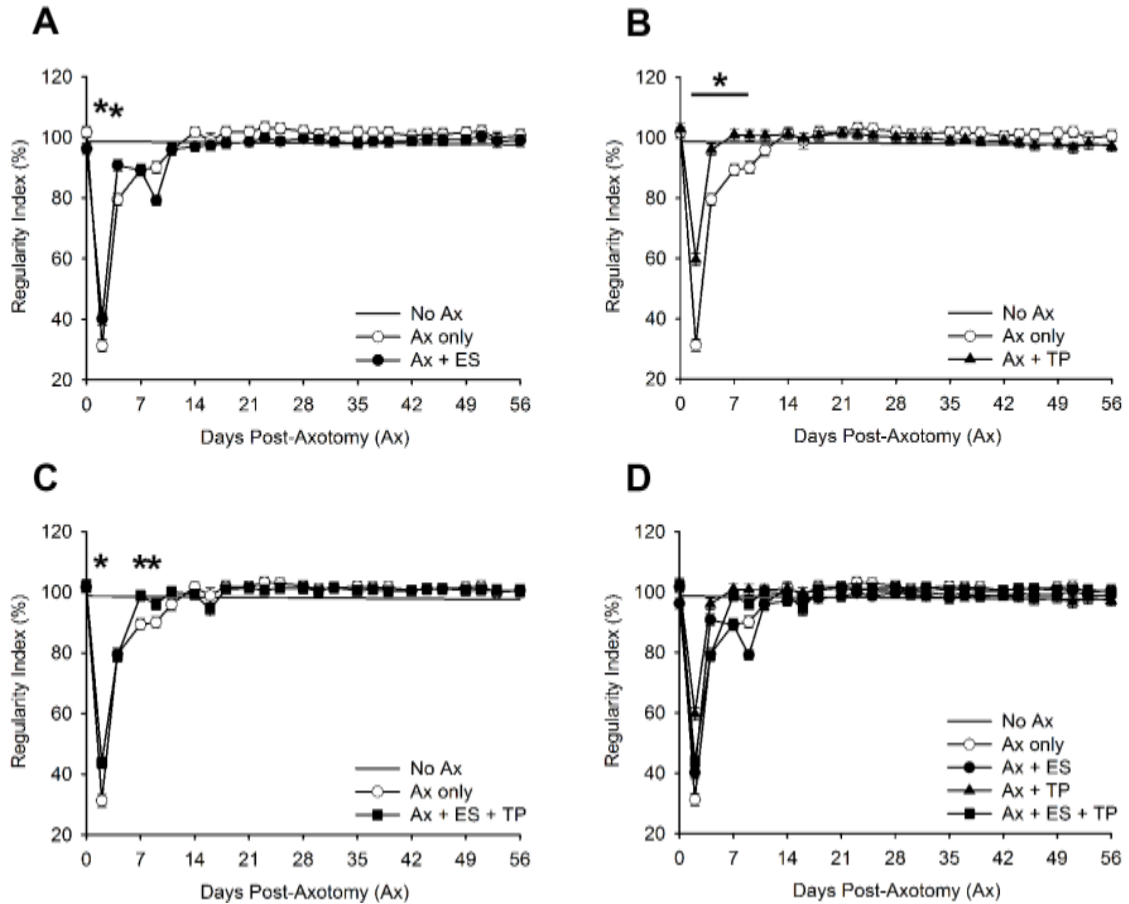 A
120
100
80
60
40
20
Regularity Index (%)
* *
No Ax
Ax only
Ax + ES
0 7 14 21 28 35 42 49 56
Days Post-Axotomy (Ax)
B
120
100
80
60
40
20
Regularity Index (%)
*
No Ax
Ax only
Ax + TP
0 7 14 21 28 35 42 49 56
Days Post-Axotomy (Ax)
C
120
100
80
60
40
20
Regularity Index (%)
* **
No Ax
Ax only
Ax + ES + TP
0 7 14 21 28 35 42 49 56
Days Post-Axotomy (Ax)
D
120
100
80
60
40
20
Regularity Index (%)
No Ax
Ax only
Ax + ES
Ax + TP
Ax + ES + TP
0 7 14 21 28 35 42 49 56
Days Post-Axotomy (Ax)